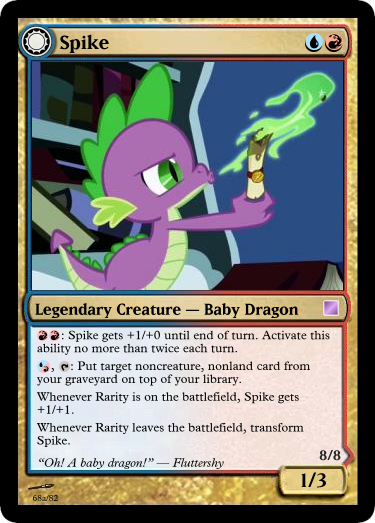 Spike
Legendary Creature — Baby Dragon
: Spike gets +1/+0 until end of turn. Activate this
ability no more than twice each turn.
, : Put target noncreature, nonland card from
your graveyard on top of your library.
Whenever Rarity is on the battlefield, Spike gets
+1/+1.
Whenever Rarity leaves the battlefield, transform
Spike.
“Oh! A baby dragon!” — Fluttershy
8/8
1/3
68a/82